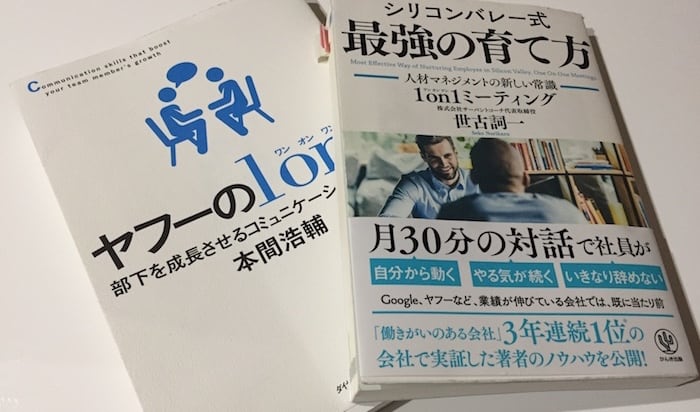 Communication skills that boost
your team member's growth
ワン オン ワ
ヤフーの1on
部下を成長させるコミュニケーシ
本間浩輔
ダイ
シリコンバレー式
最強の育て方
Most Effective Way of Nurturing Employee in Silicon Valley, One-On-One Meetings
人材マネジメントの新しい常識
ワン オン ワン
1on1ミーティング
株式会社サーバントコーチ代表取締役
世古詞一
Seko Norikazu
月30分の対話で社員が
自分から動く
やる気が続く
いきなり辞めない
Google、ヤフーなど、業績が伸びている会社では、既に当たり前
「働きがいのある会社」3年連続1位の
会社で実証した著者のノウハウを公開!
かんき出版